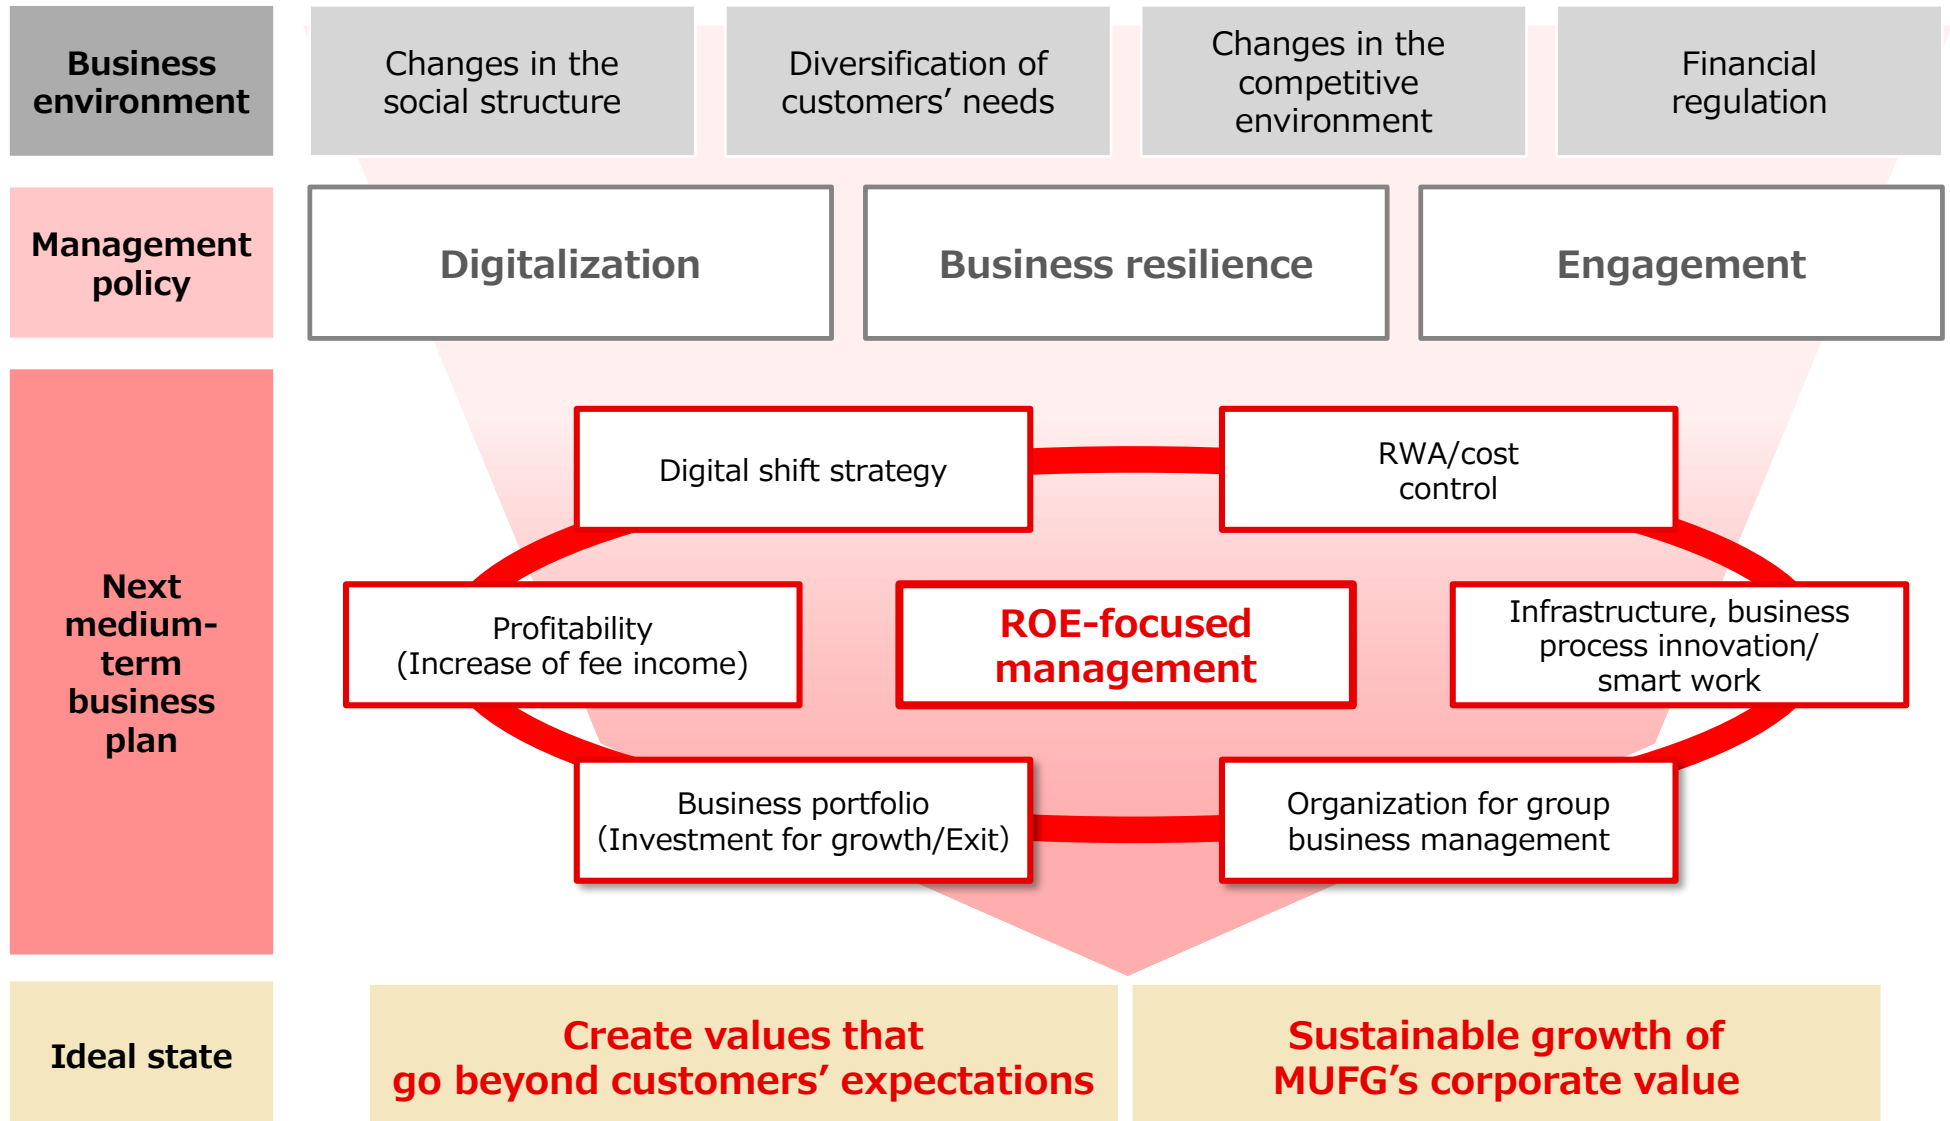 Business
environment
Changes in the
social structure
Diversification of
customers’ needs
Changes in the
competitive
environment
Financial
regulation
Management
policy
Digitalization
Business resilience
Engagement
Next
medium-
term
business
plan
Digital shift strategy
RWA/cost
control
Profitability
(Increase of fee income)
ROE-focused
management
Infrastructure, business
process innovation/
smart work
Business portfolio
(Investment for growth/Exit)
Organization for group
business management
Ideal state
Create values that
go beyond customers’ expectations
Sustainable growth of
MUFG’s corporate value